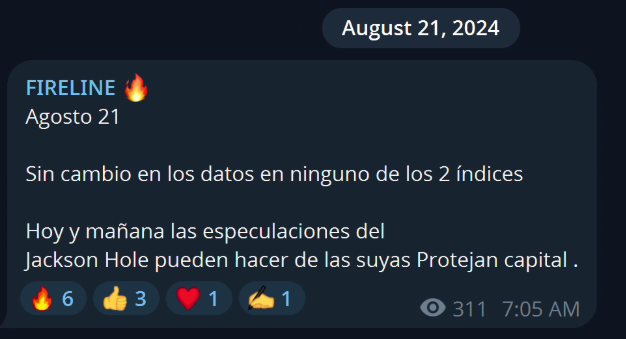 August 21, 2024
FIRELINE 🔥
Agosto 21
Sin cambio en los datos en ninguno de los 2 índices
Hoy y mañana las especulaciones del
Jackson Hole pueden hacer de las suyas Protejan capital .
🔥 6 👍 3 ❤️ 1 ✍️ 1 311 7:05 AM